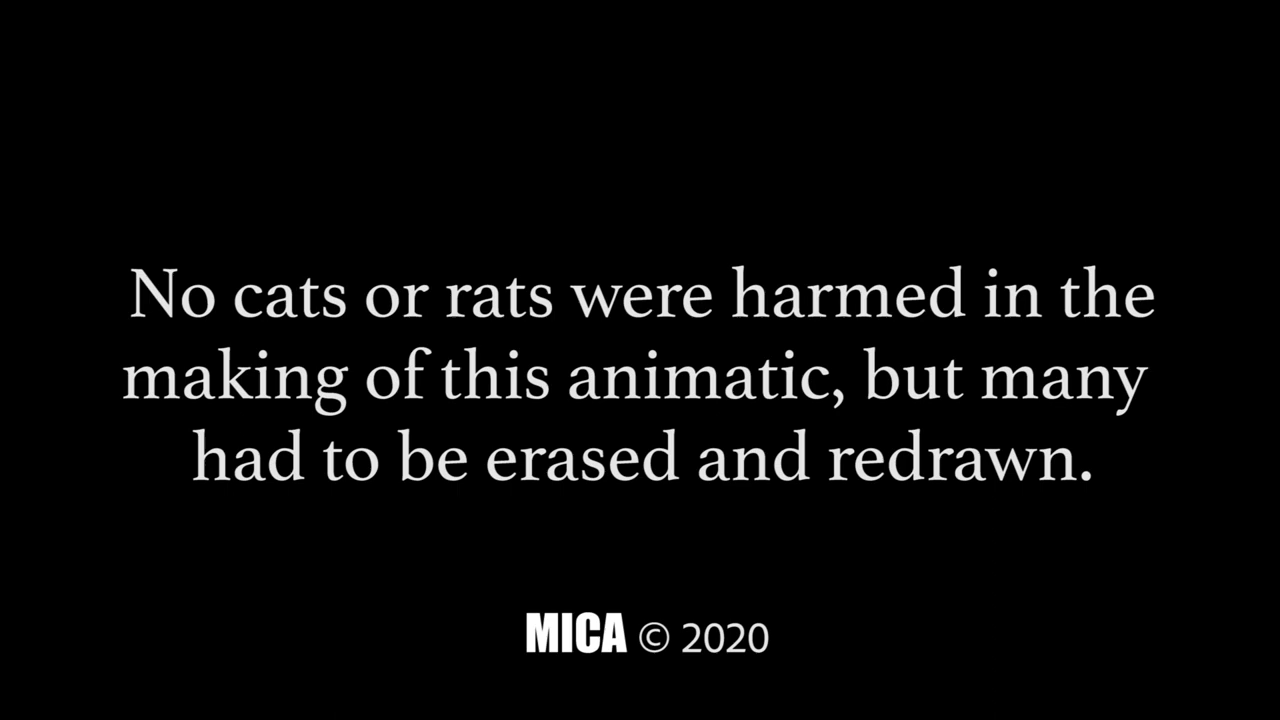 No cats or rats were harmed in the
making of this animatic, but many
had to be erased and redrawn.
MICA © 2020